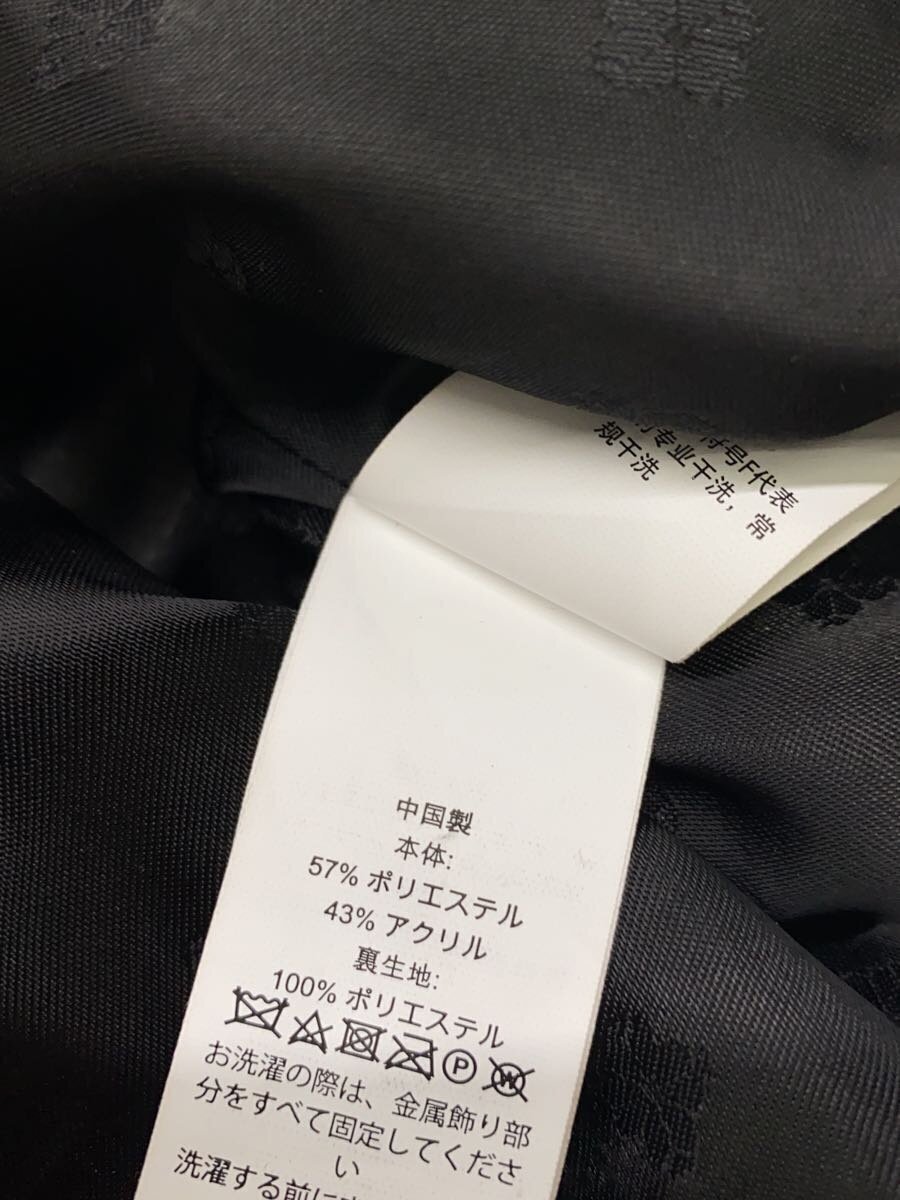 符号F代表
专业干洗，常
规干洗
中国製
本体:
57% ポリエステル
43% アクリル
裏生地:
100% ポリエステル
P W
お洗濯の際は、金属飾り部
分をすべて固定してくださ
い
洗濯する前に